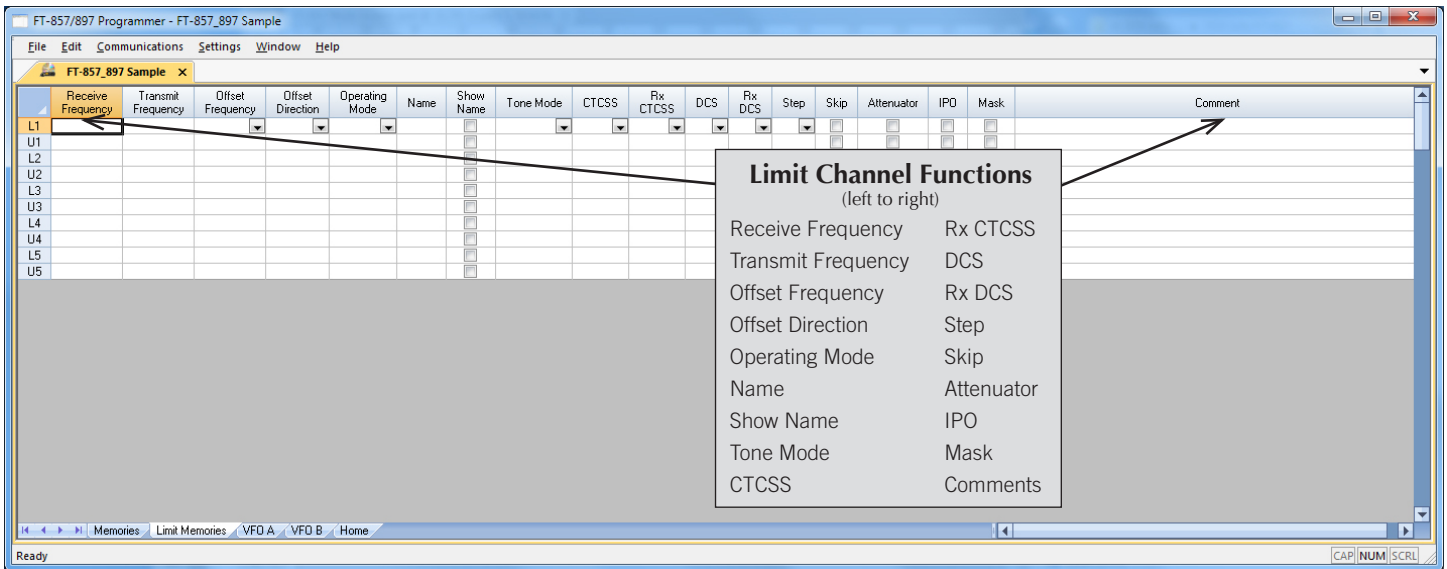 FT-857/897 Programmer - FT-857_897 Sample
File Edit Communications Settings Window Help
FT-857_897 Sample X
Receive Frequency Transmit Frequency Offset Frequency Offset Direction Operating Mode Name Show Name Tone Mode CTCSS Rx CTCSS DCS Rx DCS Step Skip Attenuator IPO Mask Comment
L1
U1
L2
U2
L3
U3
L4
U4
L5
U5
Limit Channel Functions
(left to right)
Receive Frequency Rx CTCSS
Transmit Frequency DCS
Offset Frequency Rx DCS
Offset Direction Step
Operating Mode Skip
Name Attenuator
Show Name IPO
Tone Mode Mask
CTCSS Comments
Memories Limit Memories VFO A VFO B Home
Ready CAP NUM SCRL